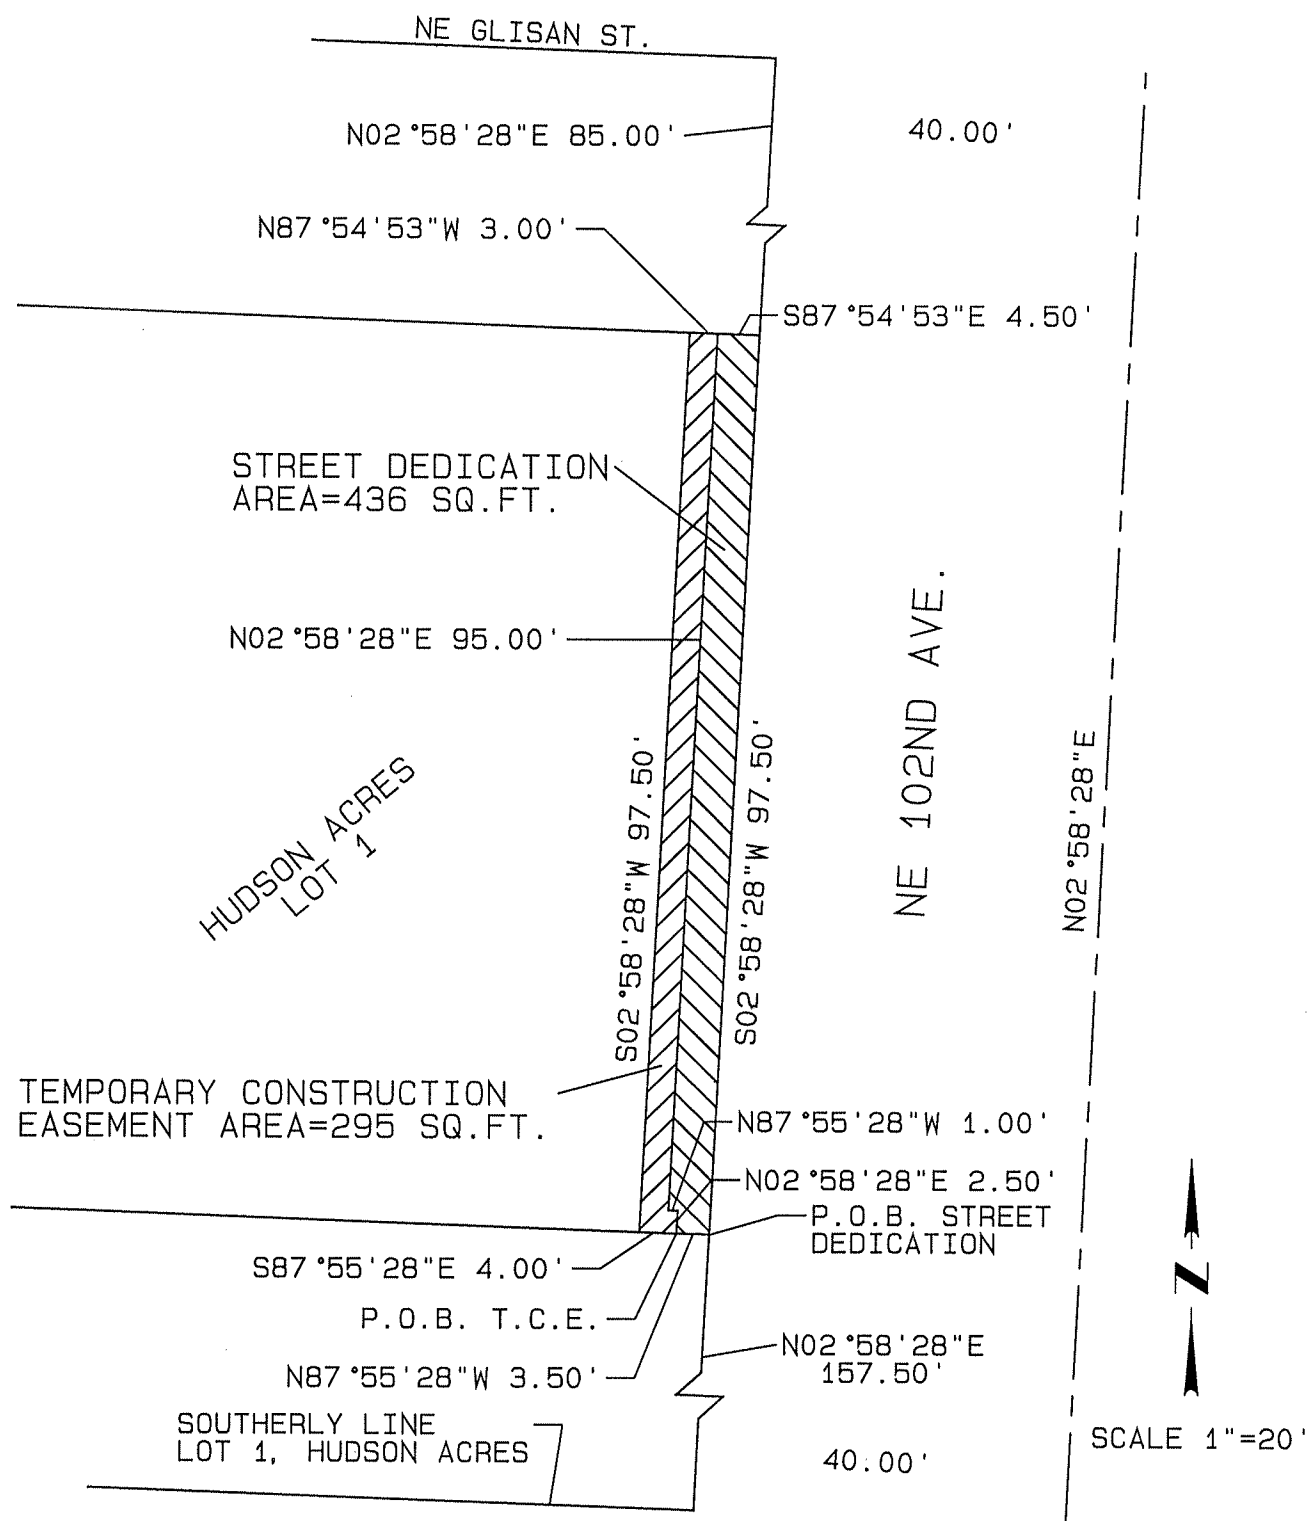 NE GLISAN ST.
N02°58'28"E 85.00'
40.00'
N87°54'53"W 3.00'
S87°54'53"E 4.50'
STREET DEDICATION
AREA=436 SQ.FT.
N02°58'28"E 95.00'
NE 102ND AVE.
HUDSON ACRES
LOT 1
S02°58'28"W 97.50'
S02°58'28"W 97.50'
N02°58'28"E
TEMPORARY CONSTRUCTION
EASEMENT AREA=295 SQ.FT.
N87°55'28"W 1.00'
N02°58'28"E 2.50'
P.O.B. STREET
DEDICATION
S87°55'28"E 4.00'
P.O.B. T.C.E.
N87°55'28"W 3.50'
N02°58'28"E
157.50'
N
SOUTHERLY LINE
LOT 1, HUDSON ACRES
40.00'
SCALE 1"=20'